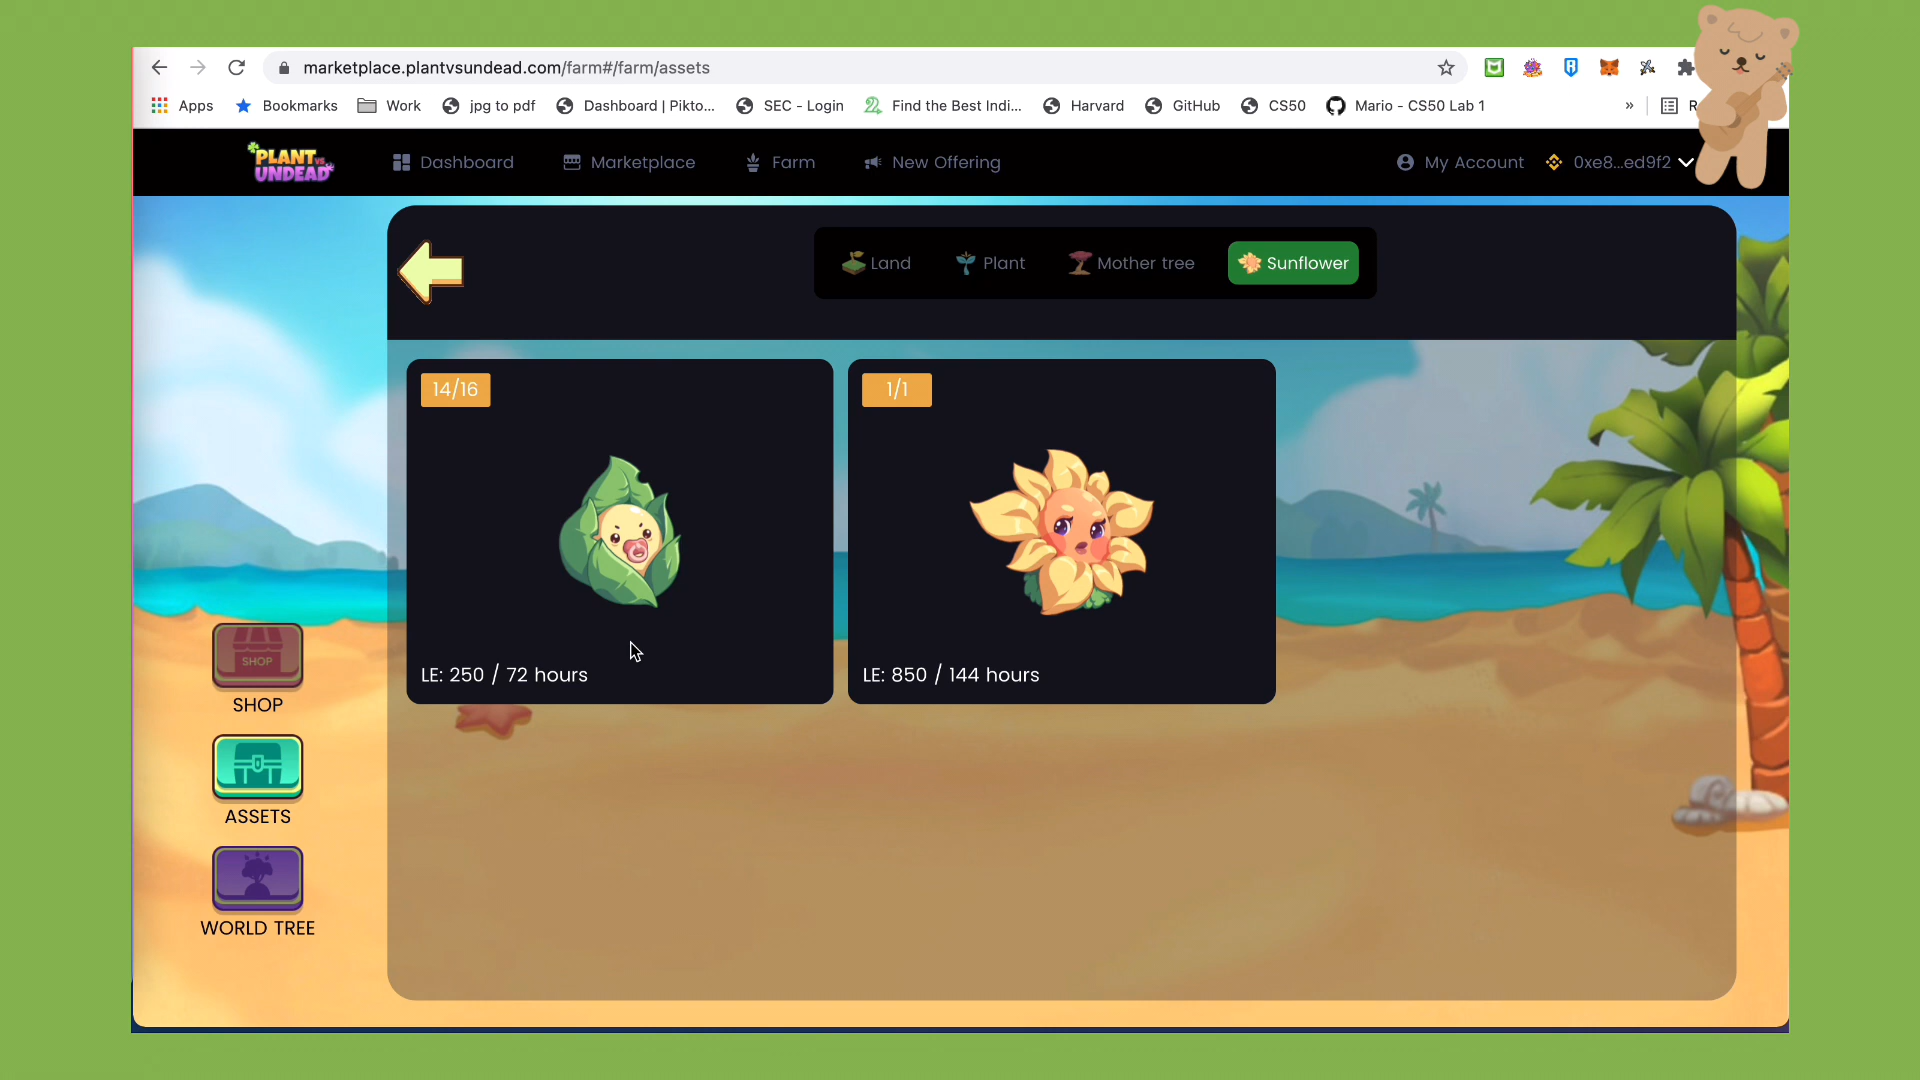 marketplace.plantvsundead.com/farm#/farm/assets
Apps
Bookmarks
Work
jpg to pdf
Dashboard | Pikto...
SEC - Login
Find the Best Indi...
Harvard
GitHub
CS50
Mario - CS50 Lab 1
»
PLANT VS UNDEAD
Dashboard
Marketplace
Farm
New Offering
My Account
0xe8...ed9f2
Land
Plant
Mother tree
Sunflower
14/16
1/1
LE: 250 / 72 hours
LE: 850 / 144 hours
SHOP
SHOP
ASSETS
WORLD TREE